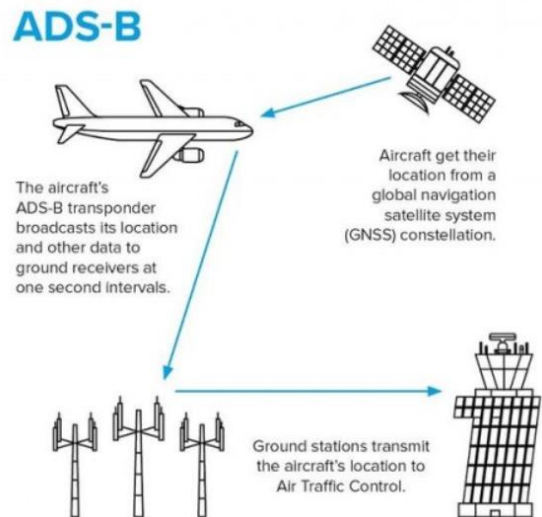 ADS-B
Aircraft get their
location from a
global navigation
satellite system
(GNSS) constellation.
The aircraft's
ADS-B transponder
broadcasts its location
and other data to
ground receivers at
one second intervals.
Ground stations transmit
the aircraft's location to
Air Traffic Control.